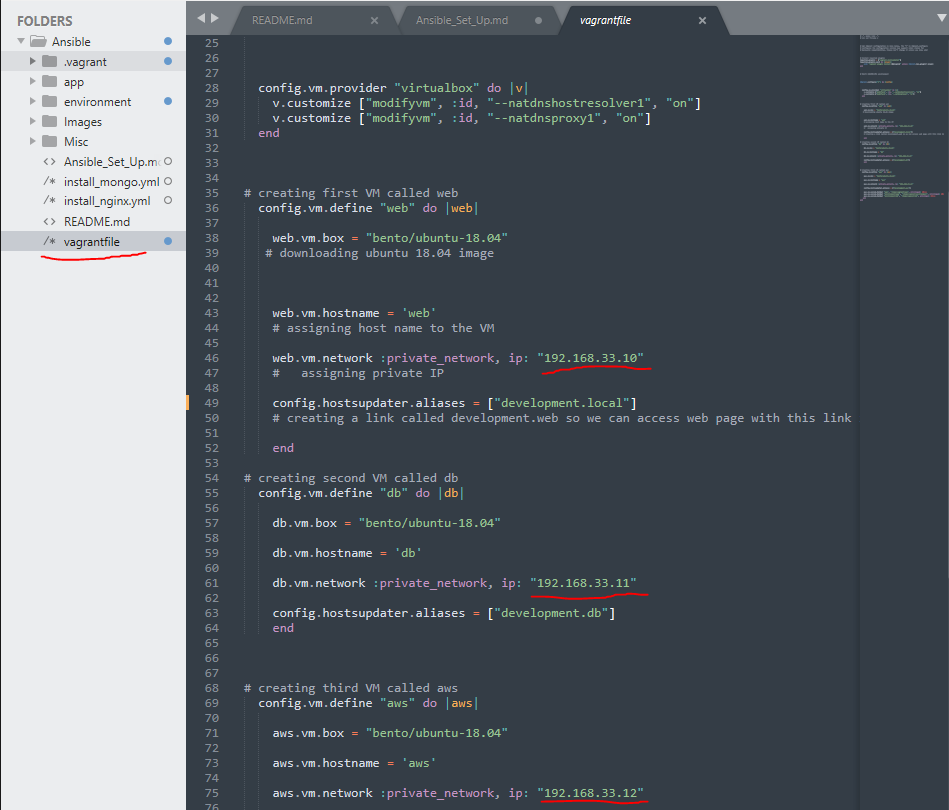 FOLDERS
Ansible
.vagrant
app
environment
Images
Misc
Ansible_Set_Up.m
install_mongo.yml
install_nginx.yml
README.md
vagrantfile
README.md
Ansible_Set_Up.md
vagrantfile
25
26
27
28 config.vm.provider "virtualbox" do |v|
29 v.customize ["modifyvm", :id, "--natdnshostresolver1", "on"]
30 v.customize ["modifyvm", :id, "--natdnsproxy1", "on"]
31 end
32
33
34
35 # creating first VM called web
36 config.vm.define "web" do |web|
37
38 web.vm.box = "bento/ubuntu-18.04"
39 # downloading ubuntu 18.04 image
40
41
42
43 web.vm.hostname = 'web'
44 # assigning host name to the VM
45
46 web.vm.network :private_network, ip: "192.168.33.10"
47 # assigning private IP
48
49 config.hostsupdater.aliases = ["development.local"]
50 # creating a link called development.web so we can access web page with this link
51
52 end
53
54 # creating second VM called db
55 config.vm.define "db" do |db|
56
57 db.vm.box = "bento/ubuntu-18.04"
58
59 db.vm.hostname = 'db'
60
61 db.vm.network :private_network, ip: "192.168.33.11"
62
63 config.hostsupdater.aliases = ["development.db"]
64 end
65
66
67
68 # creating third VM called aws
69 config.vm.define "aws" do |aws|
70
71 aws.vm.box = "bento/ubuntu-18.04"
72
73 aws.vm.hostname = 'aws'
74
75 aws.vm.network :private_network, ip: "192.168.33.12"
76